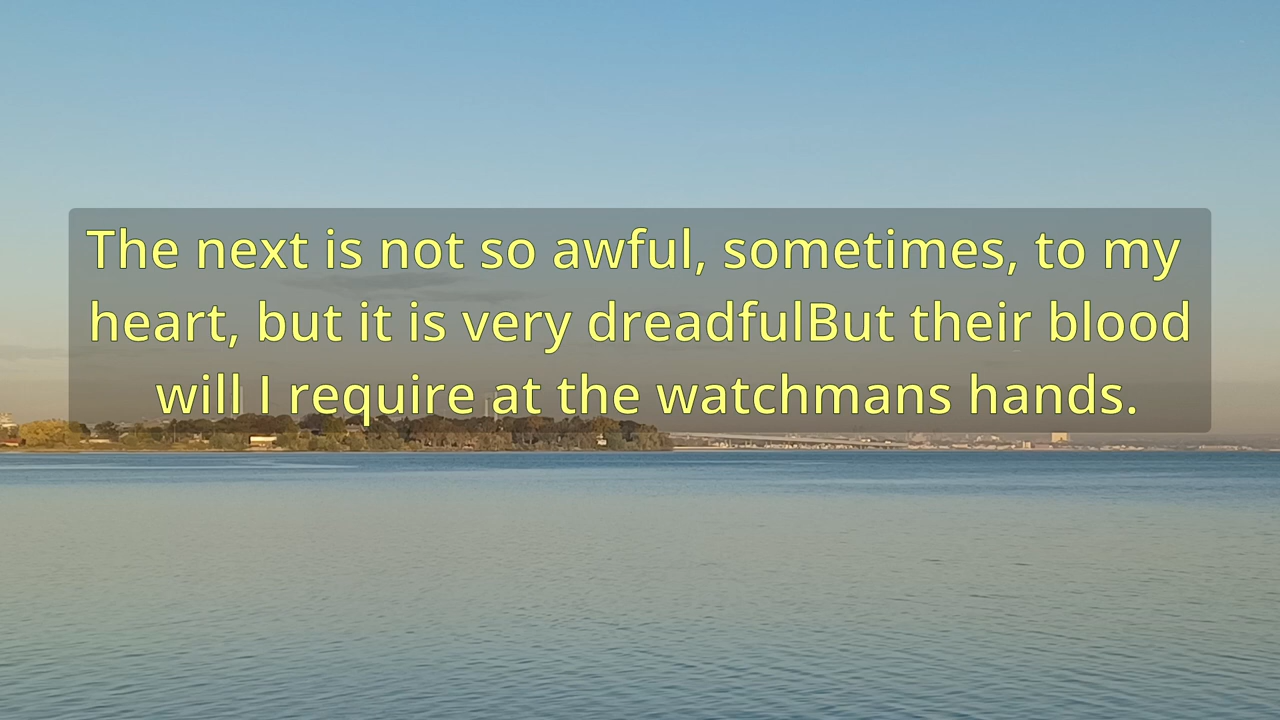 The next is not so awful, sometimes, to my
heart, but it is very dreadfulBut their blood
will I require at the watchmans hands.